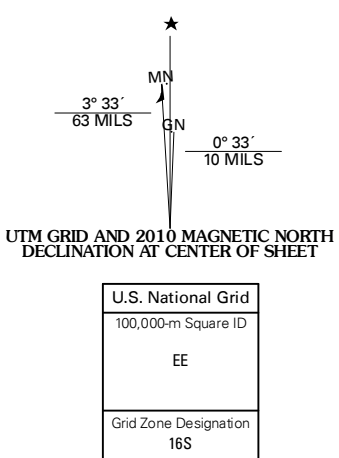 ★
MN
3° 33´
63 MILS
GN
0° 33´
10 MILS
UTM GRID AND 2010 MAGNETIC NORTH
DECLINATION AT CENTER OF SHEET
U.S. National Grid
100,000-m Square ID
EE
Grid Zone Designation
16S